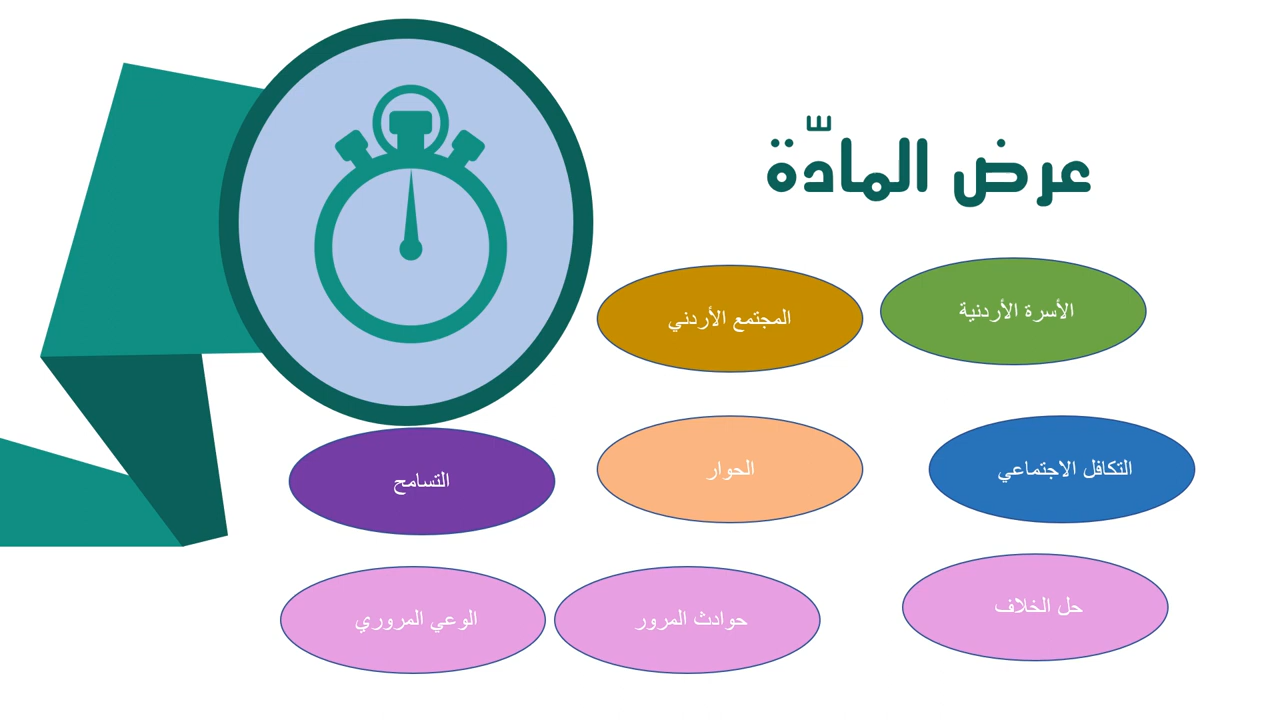 عرض المادّة
الأسرة الأردنية
المجتمع الأردني
التكافل الاجتماعي
الحوار
التسامح
حل الخلاف
حوادث المرور
الوعي المروري